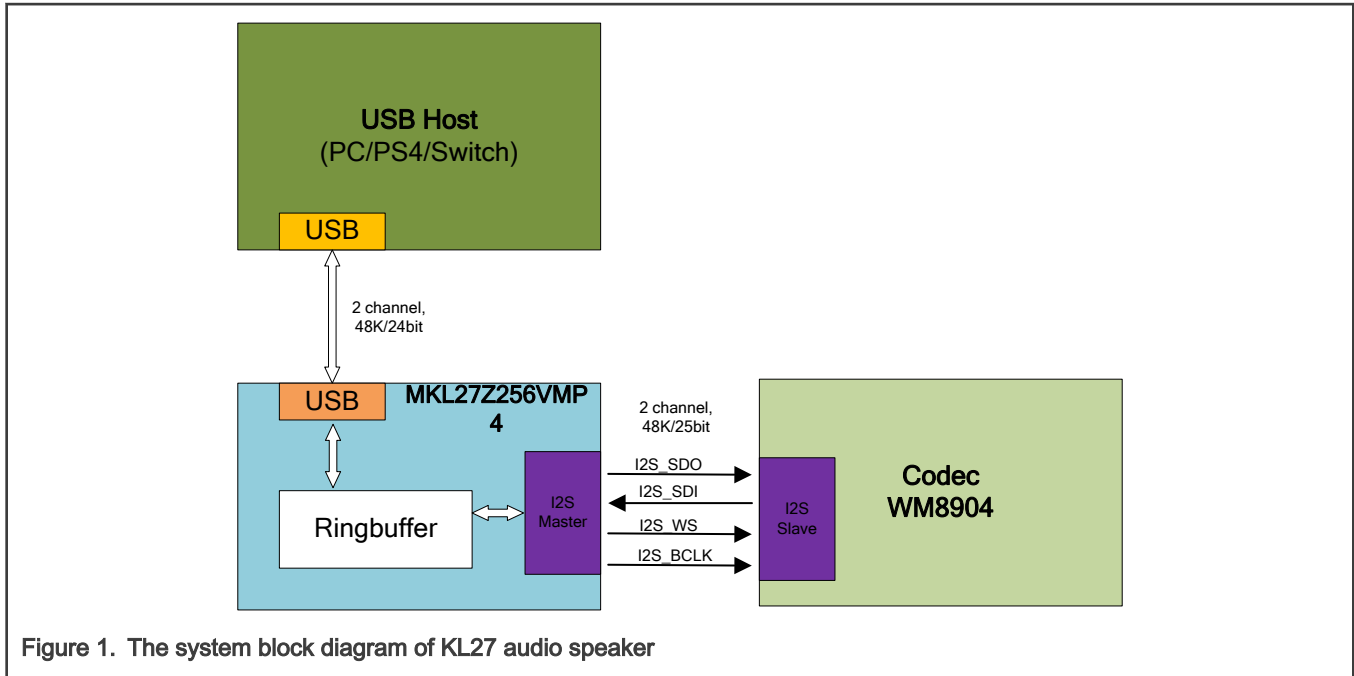 USB Host
(PC/PS4/Switch)
USB
2 channel,
48K/24bit
USB
MKL27Z256VMP
4
Ringbuffer
I2S
Master
2 channel,
48K/25bit
I2S_SDO
I2S_SDI
I2S_WS
I2S_BCLK
I2S
Slave
Codec
WM8904
Figure 1. The system block diagram of KL27 audio speaker